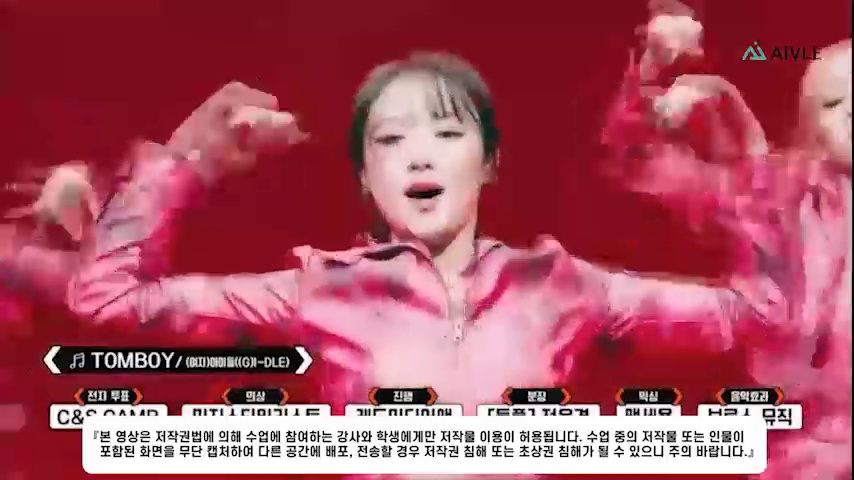 AIVLE
TOMBOY/ (여자)아이들((G)I-DLE)
전자 투표 의상 진행 분장 믹싱 음악효과
C&S CAMP
『본 영상은 저작권법에 의해 수업에 참여하는 강사와 학생에게만 저작물 이용이 허용됩니다. 수업 중의 저작물 또는 인물이
포함된 화면을 무단 캡처하여 다른 공간에 배포, 전송할 경우 저작권 침해 또는 초상권 침해가 될 수 있으니 주의 바랍니다.』